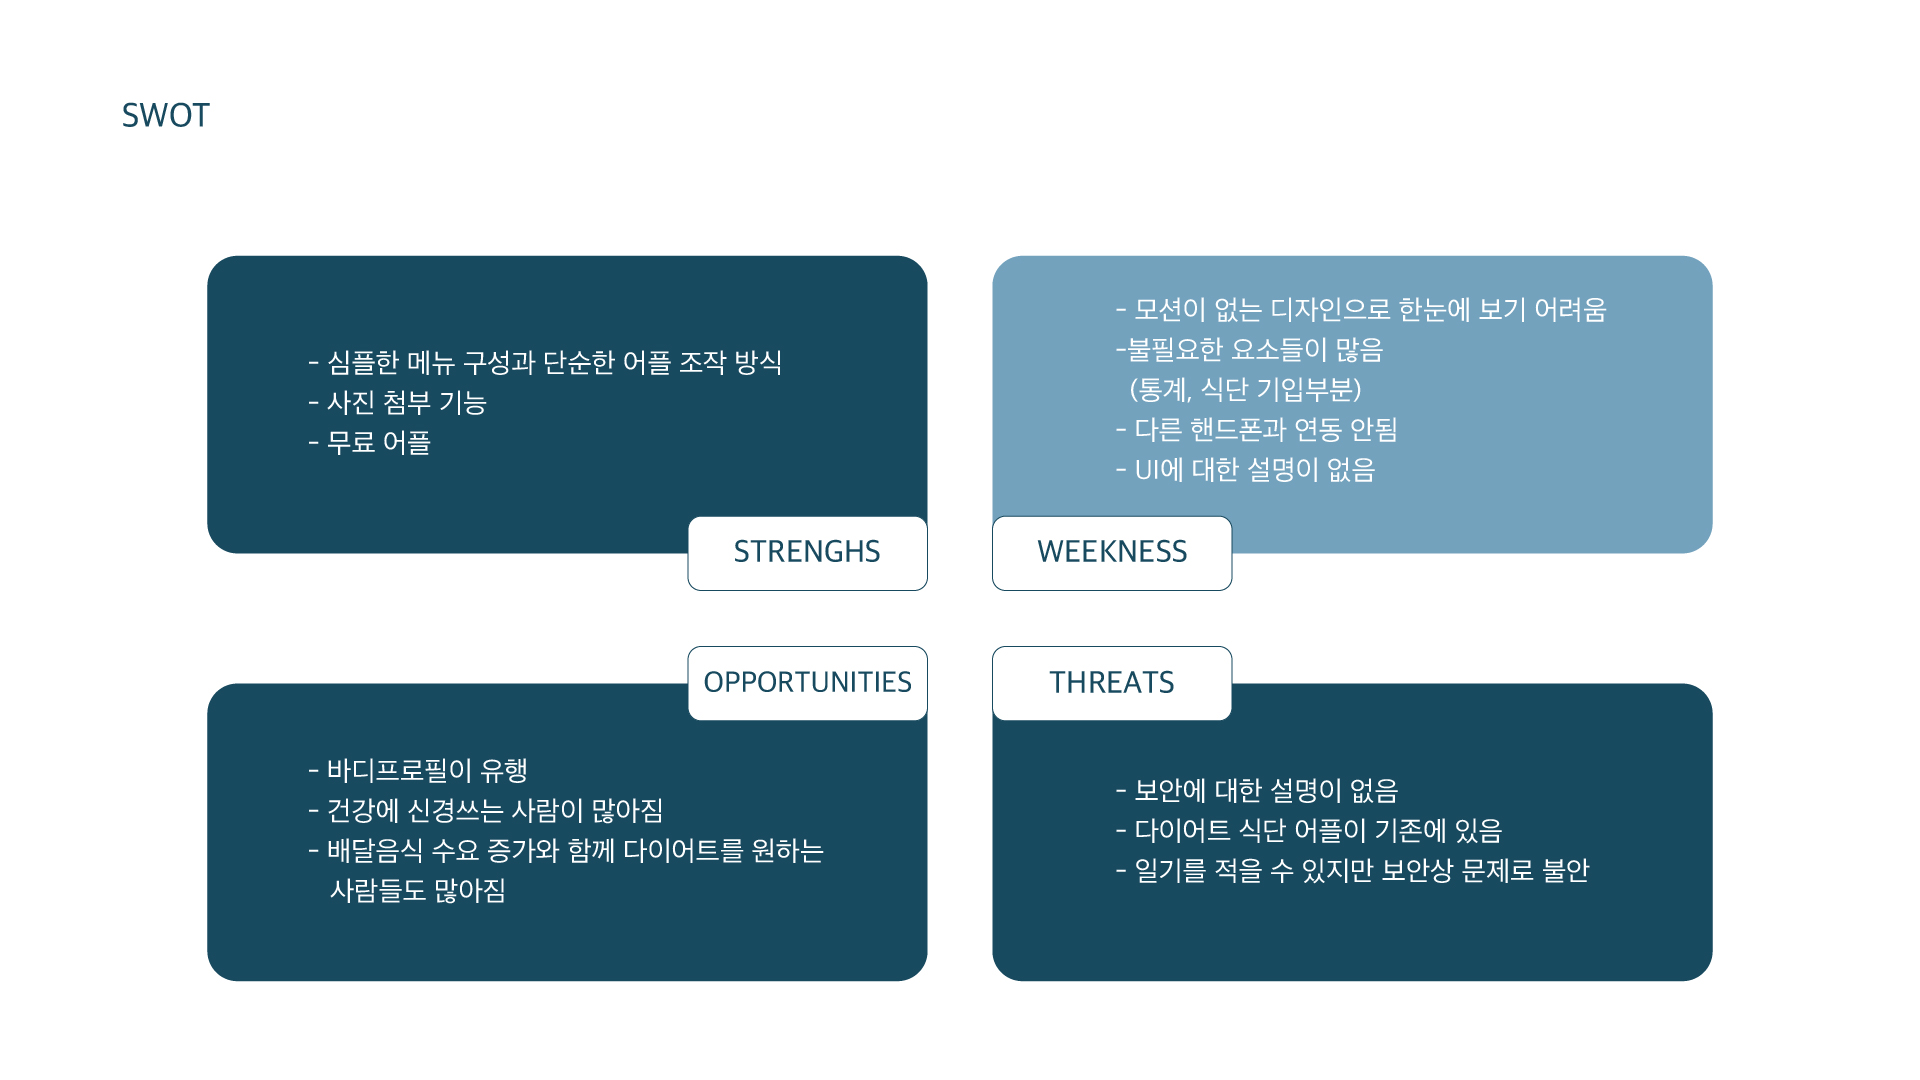 SWOT
- 심플한 메뉴 구성과 단순한 어플 조작 방식
- 사진 첨부 기능
- 무료 어플
STRENGHS
- 모션이 없는 디자인으로 한눈에 보기 어려움
-불필요한 요소들이 많음
(통계, 식단 기입부분)
- 다른 핸드폰과 연동 안됨
- UI에 대한 설명이 없음
WEEKNESS
OPPORTUNITIES
- 바디프로필이 유행
- 건강에 신경쓰는 사람이 많아짐
- 배달음식 수요 증가와 함께 다이어트를 원하는
사람들도 많아짐
THREATS
- 보안에 대한 설명이 없음
- 다이어트 식단 어플이 기존에 있음
- 일기를 적을 수 있지만 보안상 문제로 불안